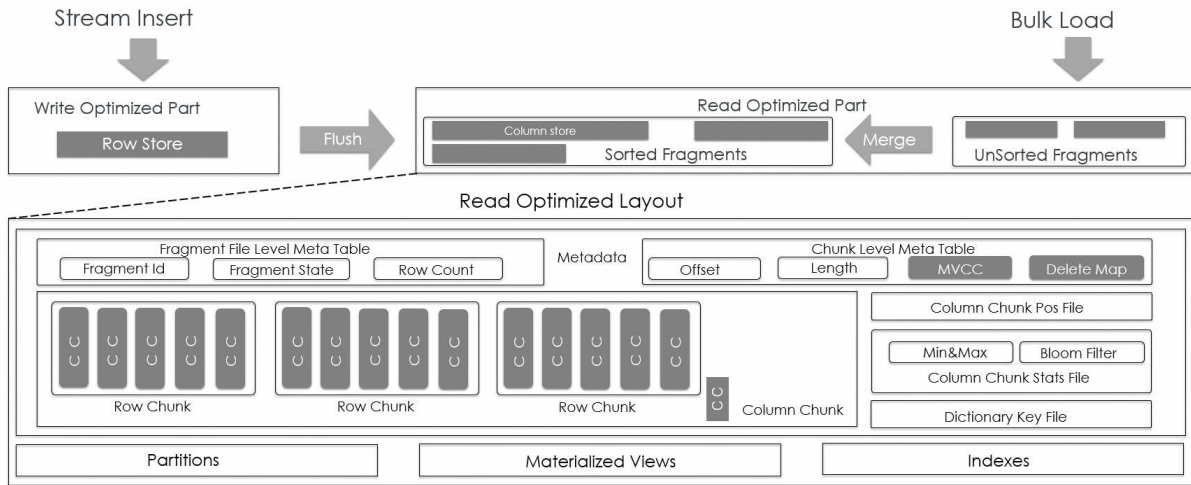 Stream Insert
Bulk Load
Write Optimized Part
Row Store
Flush
Read Optimized Part
Column store
Sorted Fragments
Merge
UnSorted Fragments
Read Optimized Layout
Fragment File Level Meta Table
Fragment Id
Fragment State
Row Count
Metadata
Chunk Level Meta Table
Offset
Length
MVCC
Delete Map
CC
CC
CC
CC
CC
Row Chunk
CC
CC
CC
CC
CC
Row Chunk
CC
CC
CC
CC
CC
Row Chunk
CC
Column Chunk
Column Chunk Pos File
Min&Max
Bloom Filter
Column Chunk Stats File
Dictionary Key File
Partitions
Materialized Views
Indexes